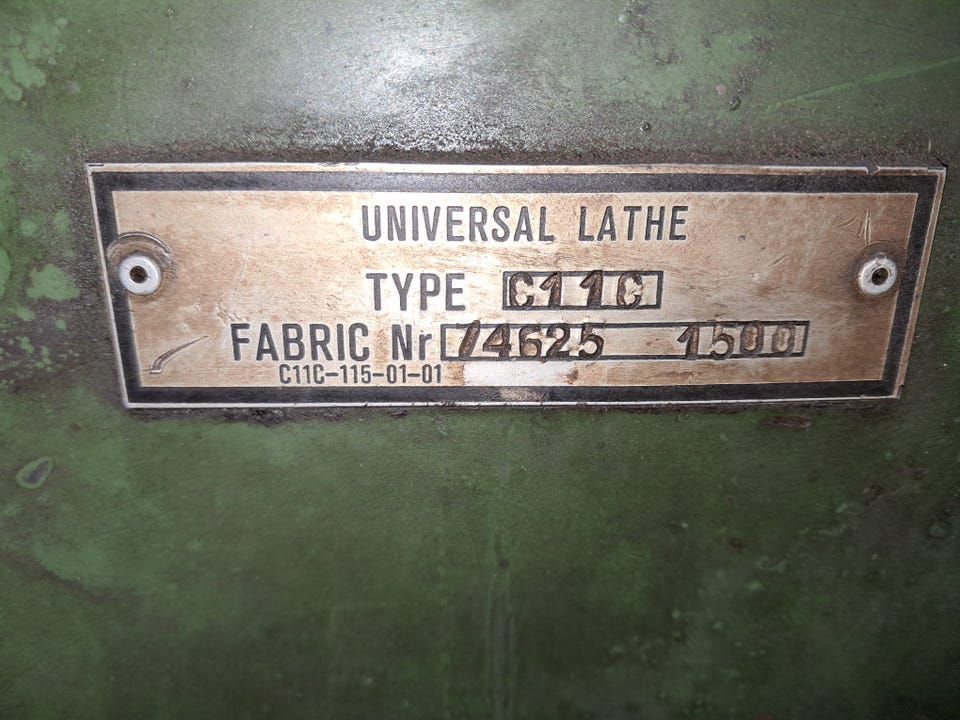 UNIVERSAL LATHE
TYPE C11C
FABRIC Nr 74625 1500
C11C-115-01-01